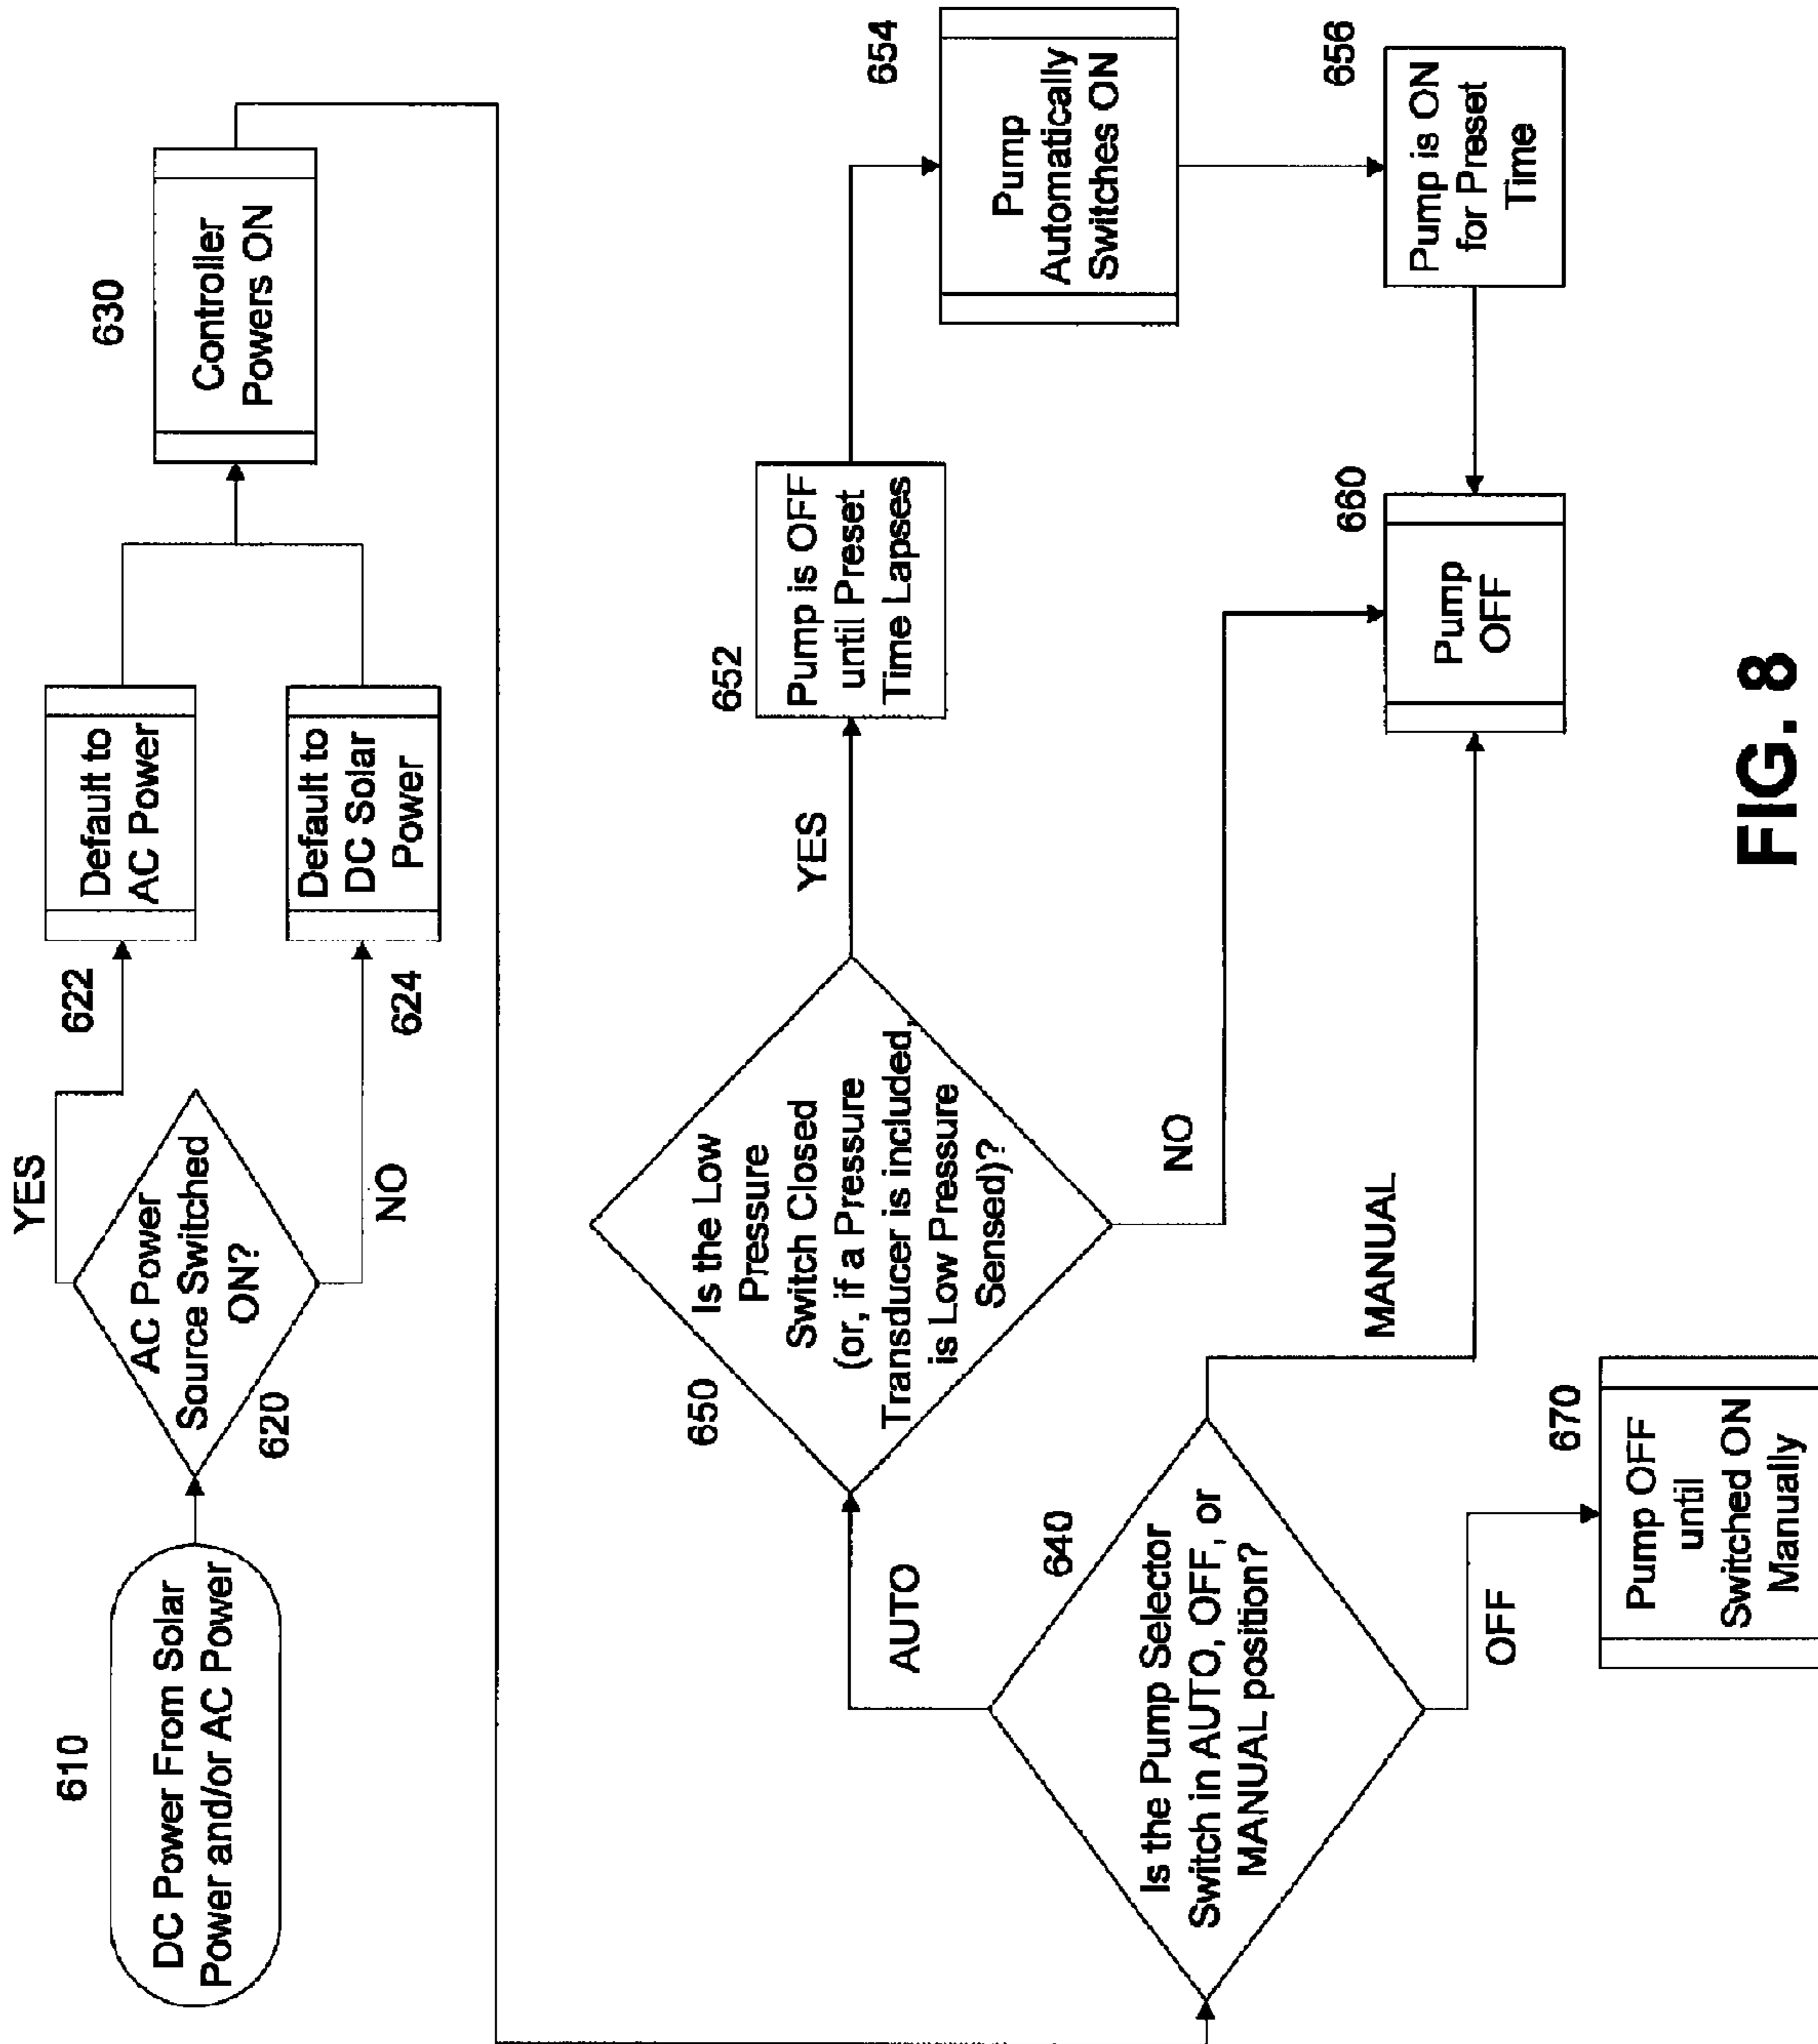 610
DC Power From Solar
Power and/or AC Power
AC Power
Source Switched
ON?
620
YES
622
Default to
AC Power
NO
624
Default to
DC Solar
Power
630
Controller
Powers ON
640
Is the Pump Selector
Switch in AUTO, OFF, or
MANUAL position?
AUTO
650
Is the Low
Pressure
Switch Closed
(or, if a Pressure
Transducer is included,
is Low Pressure
Sensed)?
YES
652
Pump is OFF
until Preset
Time Lapses
654
Pump
Automatically
Switches ON
656
Pump is ON
for Preset
Time
NO
MANUAL
660
Pump
OFF
OFF
670
Pump OFF
until
Switched ON
Manually
FIG. 8